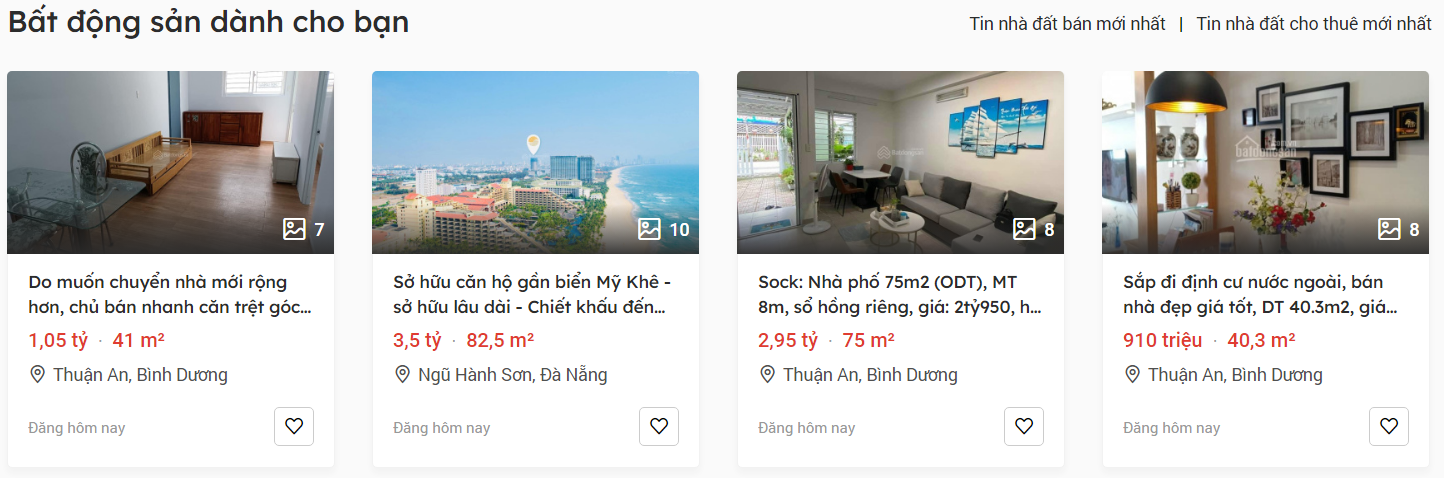 Bất động sản dành cho bạn
Tin nhà đất bán mới nhất | Tin nhà đất cho thuê mới nhất
7
Do muốn chuyển nhà mới rộng
hơn, chủ bán nhanh căn trệt góc...
1,05 tỷ · 41 m²
Thuận An, Bình Dương
Đăng hôm nay
10
Sở hữu căn hộ gần biển Mỹ Khê -
sở hữu lâu dài - Chiết khấu đến...
3,5 tỷ · 82,5 m²
Ngũ Hành Sơn, Đà Nẵng
Đăng hôm nay
8
Sock: Nhà phố 75m2 (ODT), MT
8m, sổ hồng riêng, giá: 2tỷ950, h...
2,95 tỷ · 75 m²
Thuận An, Bình Dương
Đăng hôm nay
batdongsan
8
Sắp đi định cư nước ngoài, bán
nhà đẹp giá tốt, DT 40.3m2, giá...
910 triệu · 40,3 m²
Thuận An, Bình Dương
Đăng hôm nay